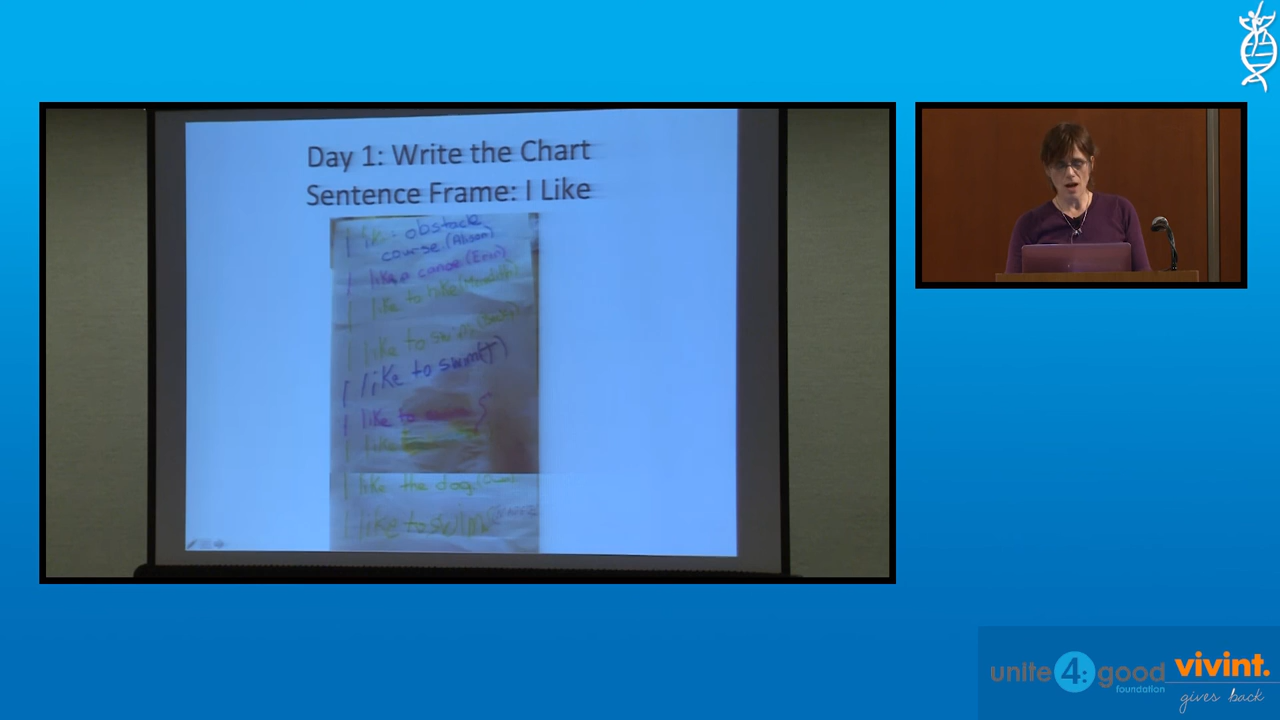 Day 1: Write the Chart
Sentence Frame: I Like
I like obstacle
course (Alison)
I like a canoe (Erin)
I like to hike
I like to swim
I like to swim (T)
I like to
I like
I like the dog
I like to swim
unite 4: good
foundation
vivint.
gives back